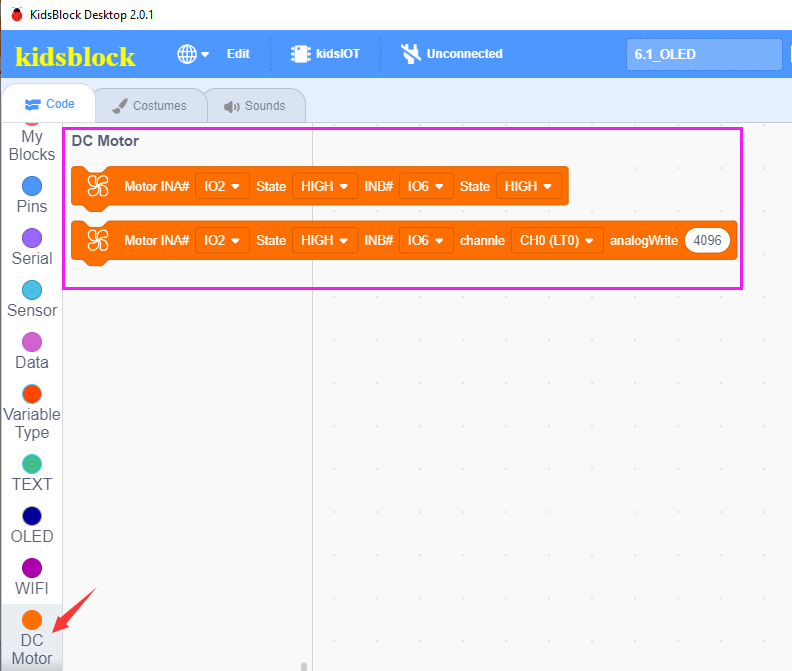 KidsBlock Desktop 2.0.1
kidsblock Edit kidsIOT Unconnected 6.1_OLED
Code Costumes Sounds
My
Blocks
Pins
Serial
Sensor
Data
Variable
Type
TEXT
OLED
WIFI
DC
Motor
DC Motor
Motor INA# IO2 State HIGH INB# IO6 State HIGH
Motor INA# IO2 State HIGH INB# IO6 channle CH0 (LT0) analogWrite 4096